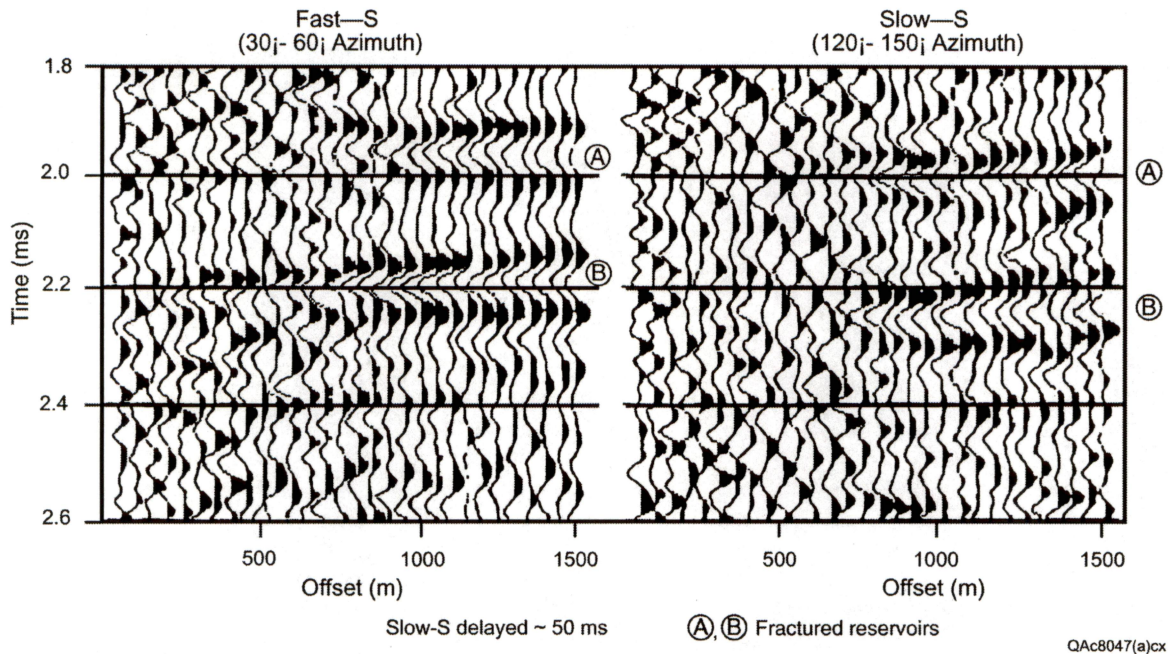 Fast—S
(30¡- 60¡ Azimuth)
Slow—S
(120¡- 150¡ Azimuth)
1.8
2.0
2.2
2.4
2.6
Time (ms)
A
B
A
B
500
1000
1500
Offset (m)
500
1000
1500
Offset (m)
Slow-S delayed ~ 50 ms
A, B Fractured reservoirs
QAc8047(a)cx